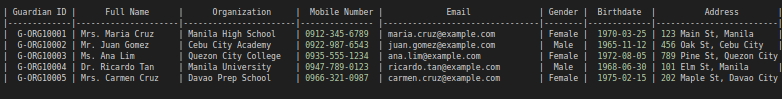 | Guardian ID | Full Name | Organization | Mobile Number | Email | Gender | Birthdate | Address |
|-------------|--------------------|----------------------|---------------|-----------------------------|--------|------------|---------------------|
| G-ORG10001 | Mrs. Maria Cruz | Manila High School | 0912-345-6789 | maria.cruz@example.com | Female | 1970-03-25 | 123 Main St, Manila |
| G-ORG10002 | Mr. Juan Gomez | Cebu City Academy | 0922-987-6543 | juan.gomez@example.com | Male | 1965-11-12 | 456 Oak St, Cebu City |
| G-ORG10003 | Ms. Ana Lim | Quezon City College | 0935-555-1234 | ana.lim@example.com | Female | 1972-08-05 | 789 Pine St, Quezon City |
| G-ORG10004 | Dr. Ricardo Tan | Manila University | 0947-789-0123 | ricardo.tan@example.com | Male | 1968-06-30 | 101 Elm St, Manila |
| G-ORG10005 | Mrs. Carmen Cruz | Davao Prep School | 0966-321-0987 | carmen.cruz@example.com | Female | 1975-02-15 | 202 Maple St, Davao City |